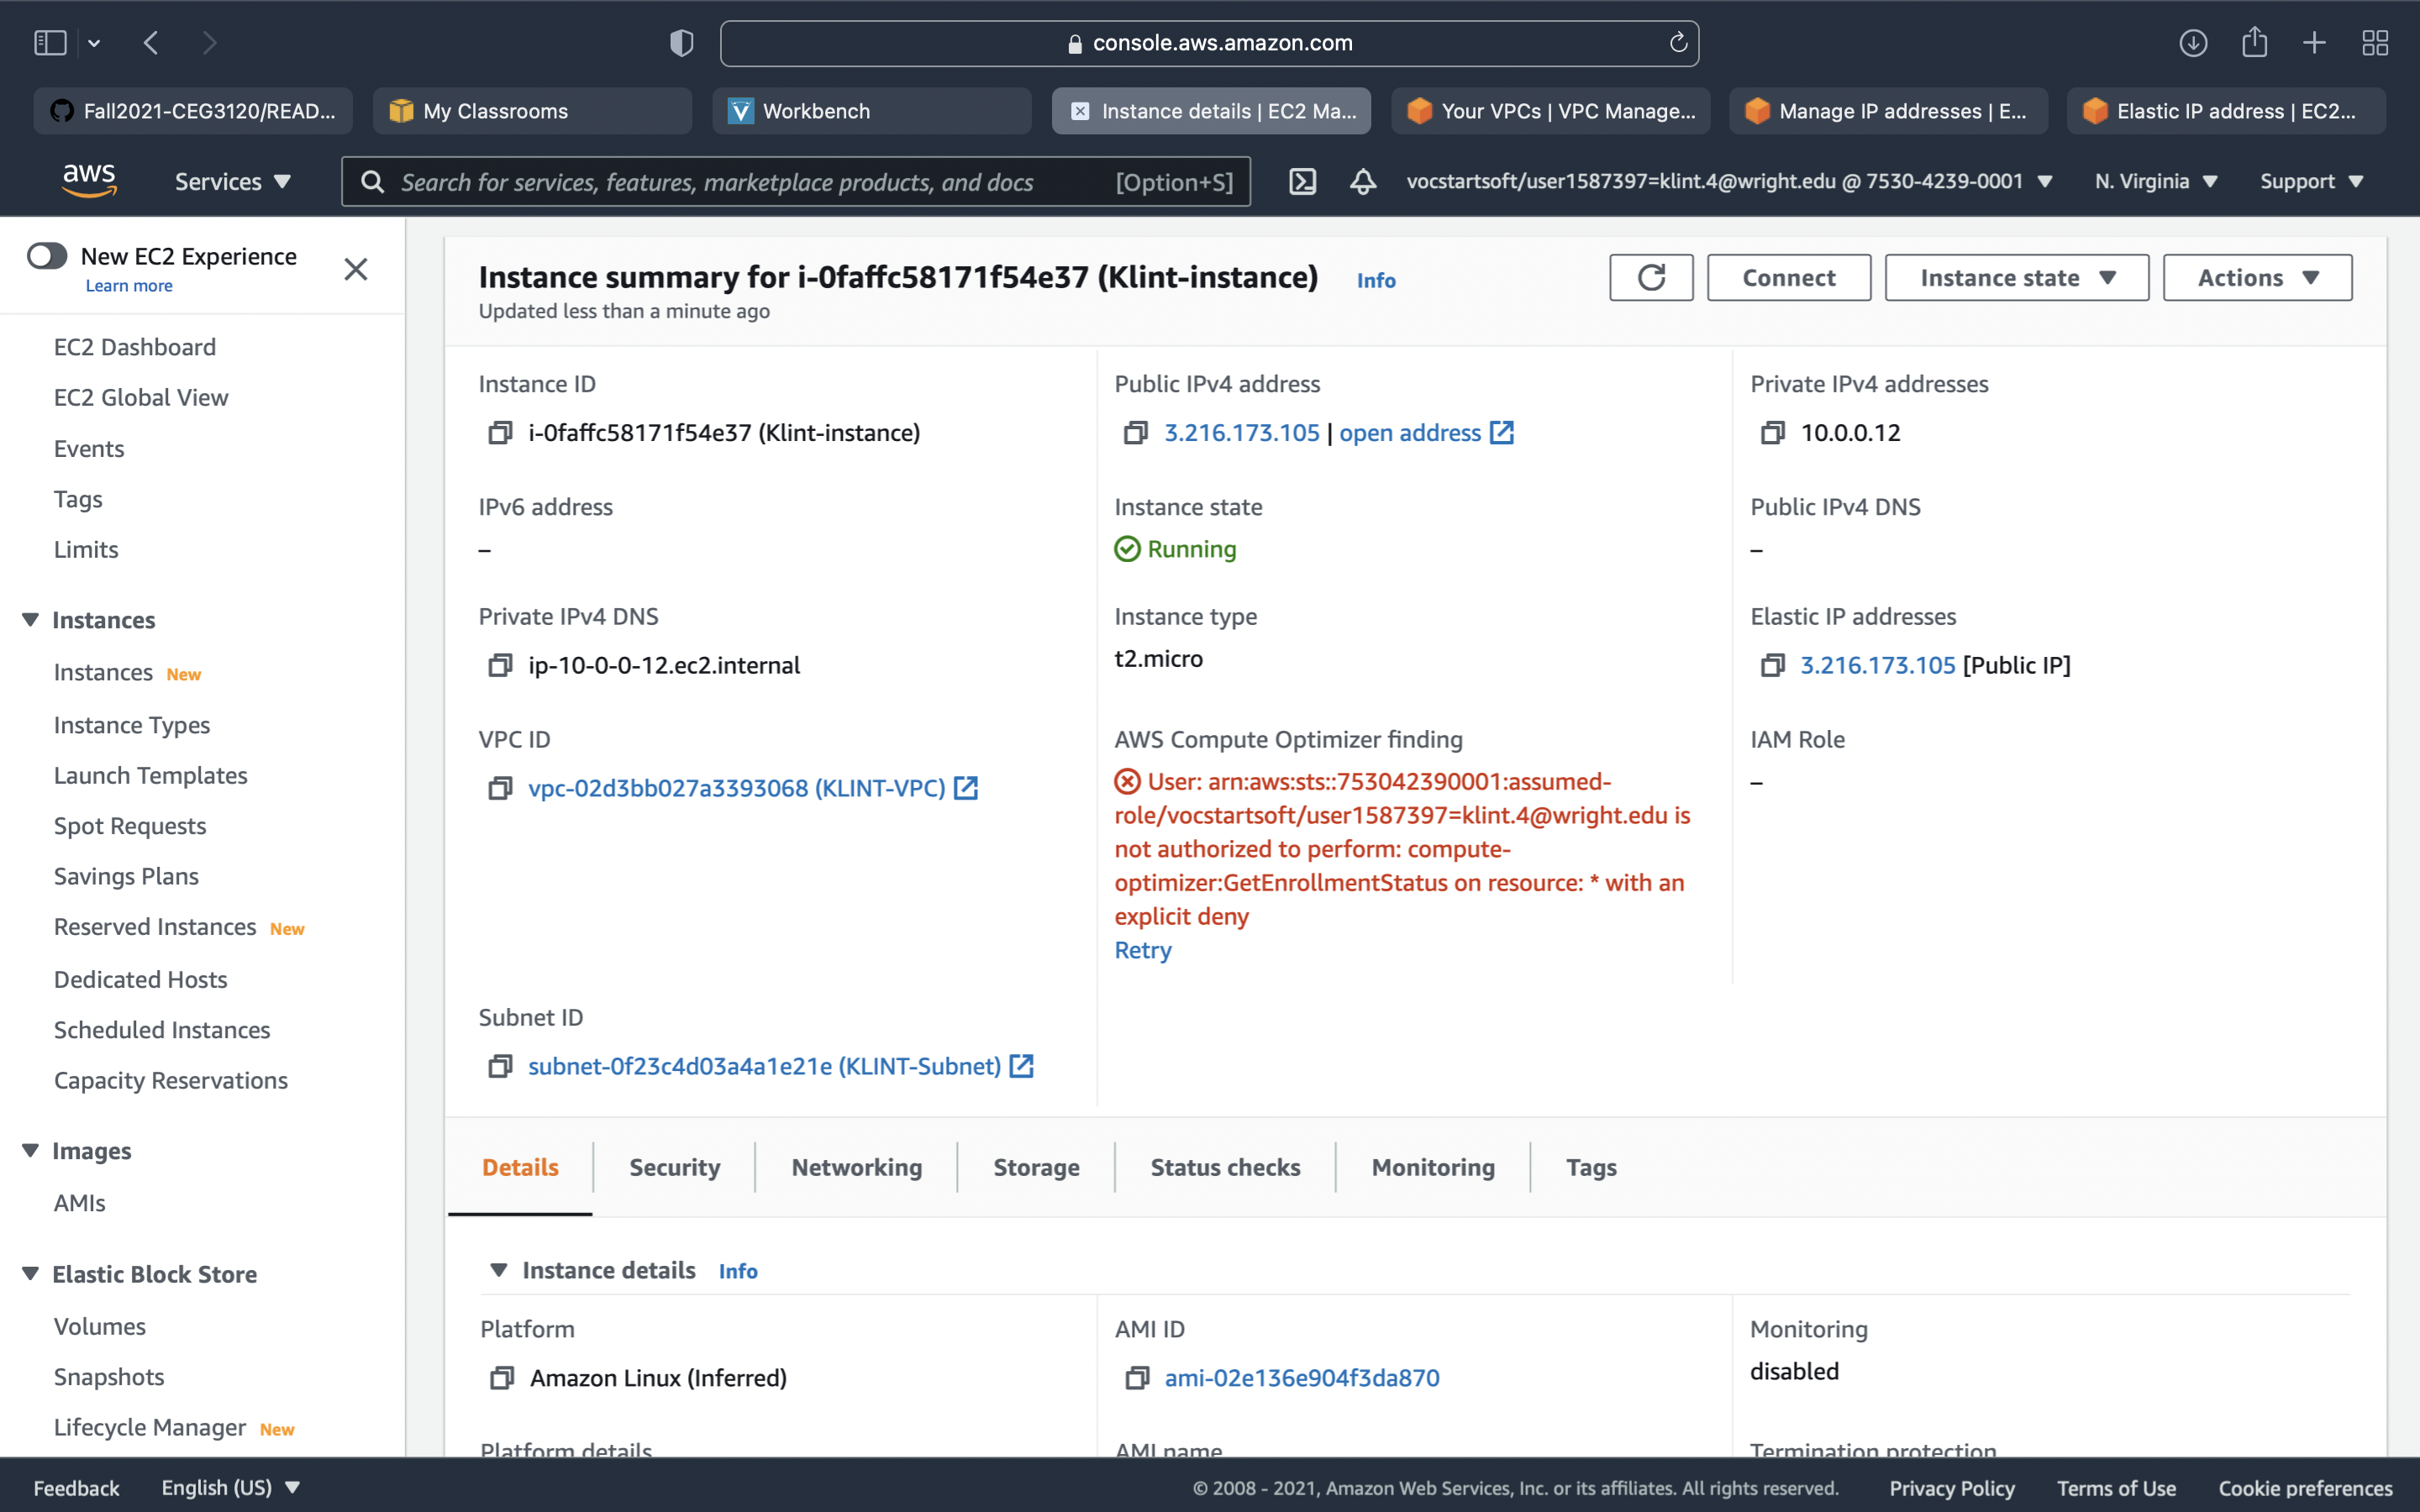 console.aws.amazon.com
Fall2021-CEG3120/READ...
My Classrooms
Workbench
Instance details | EC2 Ma...
Your VPCs | VPC Manage...
Manage IP addresses | E...
Elastic IP address | EC2...
aws
Services
Search for services, features, marketplace products, and docs
[Option+S]
vocstartsoft/user1587397=klint.4@wright.edu @ 7530-4239-0001
N. Virginia
Support
New EC2 Experience
Learn more
EC2 Dashboard
EC2 Global View
Events
Tags
Limits
Instances
Instances New
Instance Types
Launch Templates
Spot Requests
Savings Plans
Reserved Instances New
Dedicated Hosts
Scheduled Instances
Capacity Reservations
Images
AMIs
Elastic Block Store
Volumes
Snapshots
Lifecycle Manager New
Instance summary for i-0faffc58171f54e37 (Klint-instance) Info
Updated less than a minute ago
Connect
Instance state
Actions
Instance ID
i-0faffc58171f54e37 (Klint-instance)
Public IPv4 address
3.216.173.105 | open address
Private IPv4 addresses
10.0.0.12
IPv6 address
–
Instance state
Running
Public IPv4 DNS
–
Private IPv4 DNS
ip-10-0-0-12.ec2.internal
Instance type
t2.micro
Elastic IP addresses
3.216.173.105 [Public IP]
VPC ID
vpc-02d3bb027a3393068 (KLINT-VPC)
AWS Compute Optimizer finding
User: arn:aws:sts::753042390001:assumed-
role/vocstartsoft/user1587397=klint.4@wright.edu is
not authorized to perform: compute-
optimizer:GetEnrollmentStatus on resource: * with an
explicit deny
Retry
IAM Role
–
Subnet ID
subnet-0f23c4d03a4a1e21e (KLINT-Subnet)
Details
Security
Networking
Storage
Status checks
Monitoring
Tags
Instance details Info
Platform
Amazon Linux (Inferred)
AMI ID
ami-02e136e904f3da870
Monitoring
disabled
Platform details
AMI name
Termination protection
Feedback
English (US)
© 2008 - 2021, Amazon Web Services, Inc. or its affiliates. All rights reserved.
Privacy Policy
Terms of Use
Cookie preferences